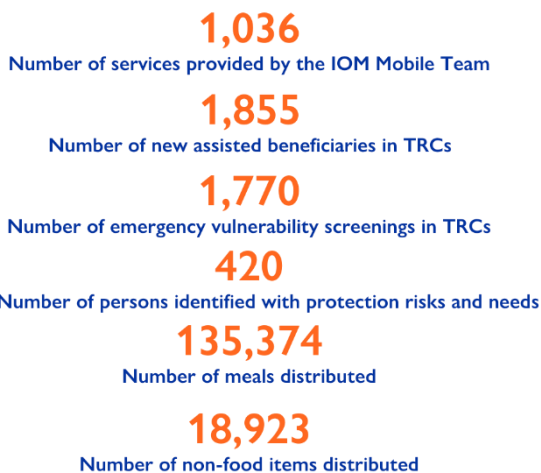 1,036
Number of services provided by the IOM Mobile Team
1,855
Number of new assisted beneficiaries in TRCs
1,770
Number of emergency vulnerability screenings in TRCs
420
Number of persons identified with protection risks and needs
135,374
Number of meals distributed
18,923
Number of non-food items distributed